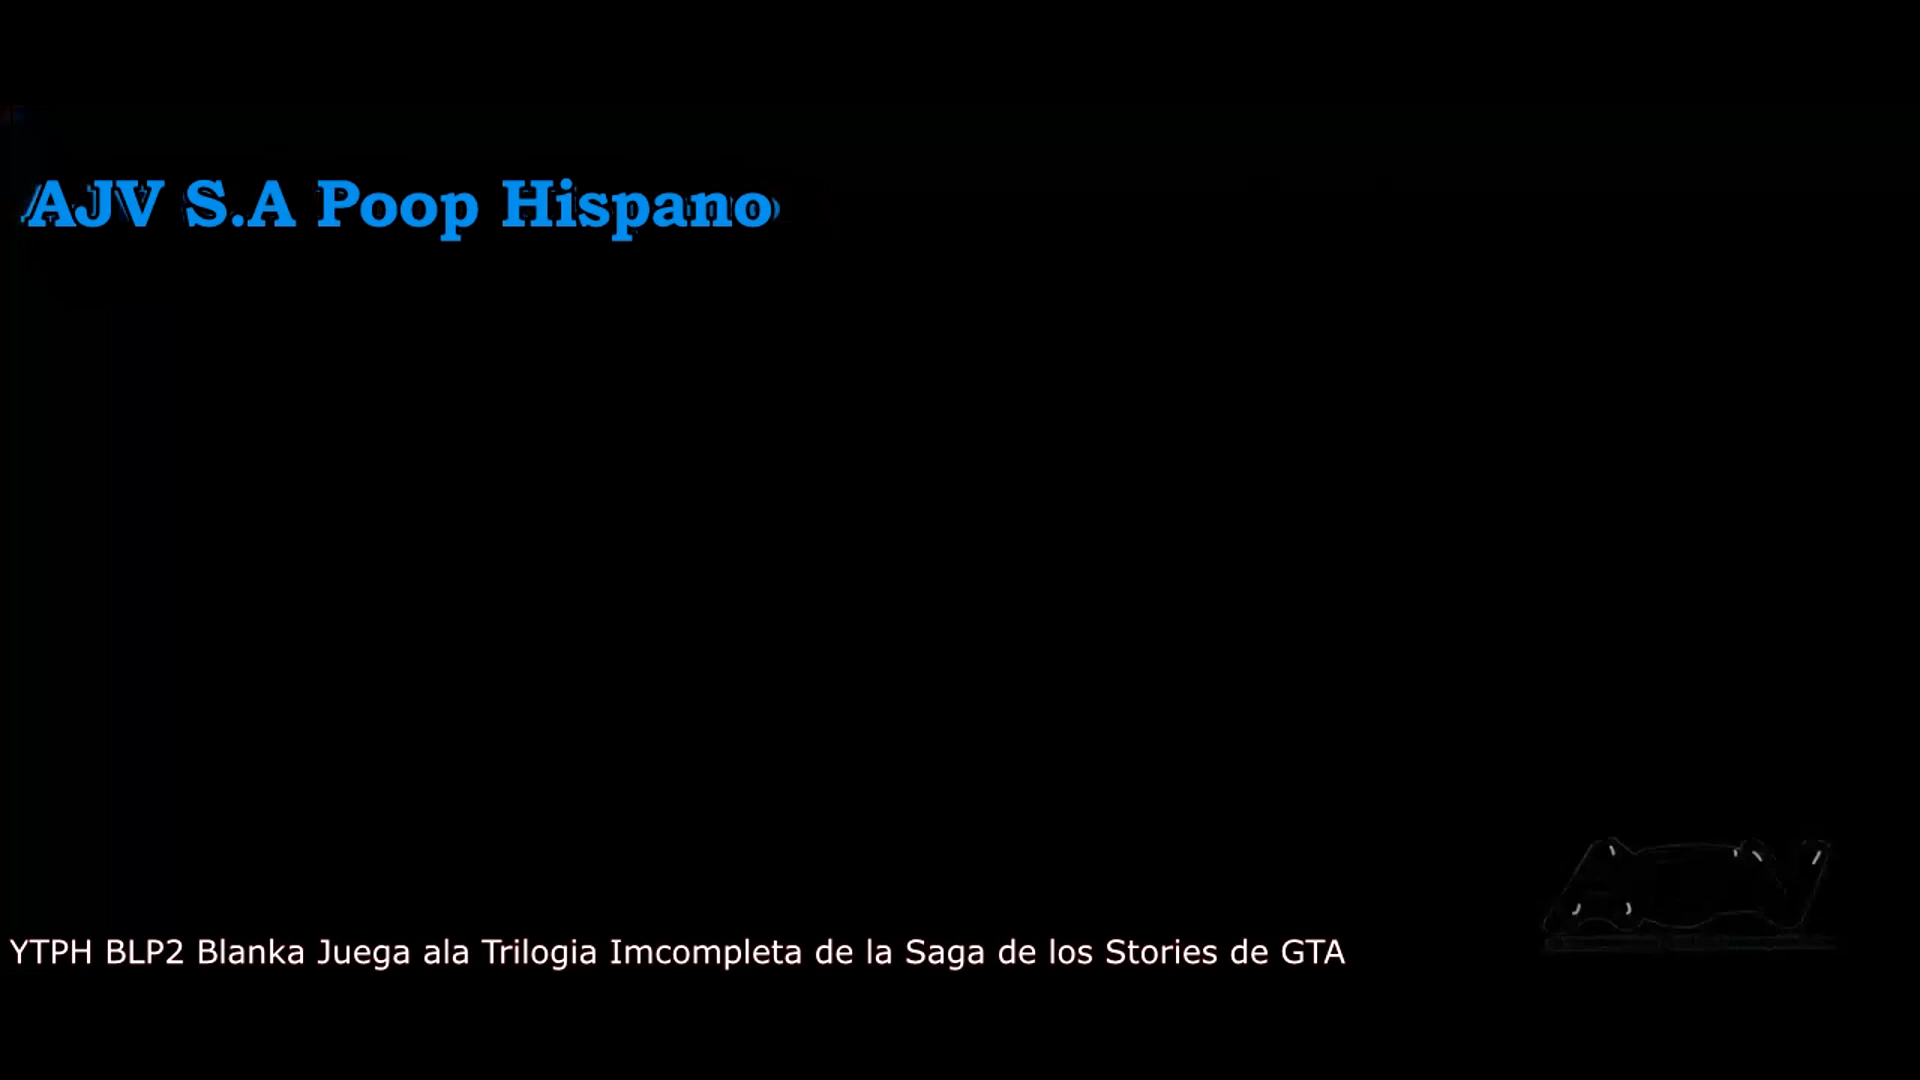 AJV S.A Poop Hispano
YTPH BLP2 Blanka Juega ala Trilogia Imcompleta de la Saga de los Stories de GTA